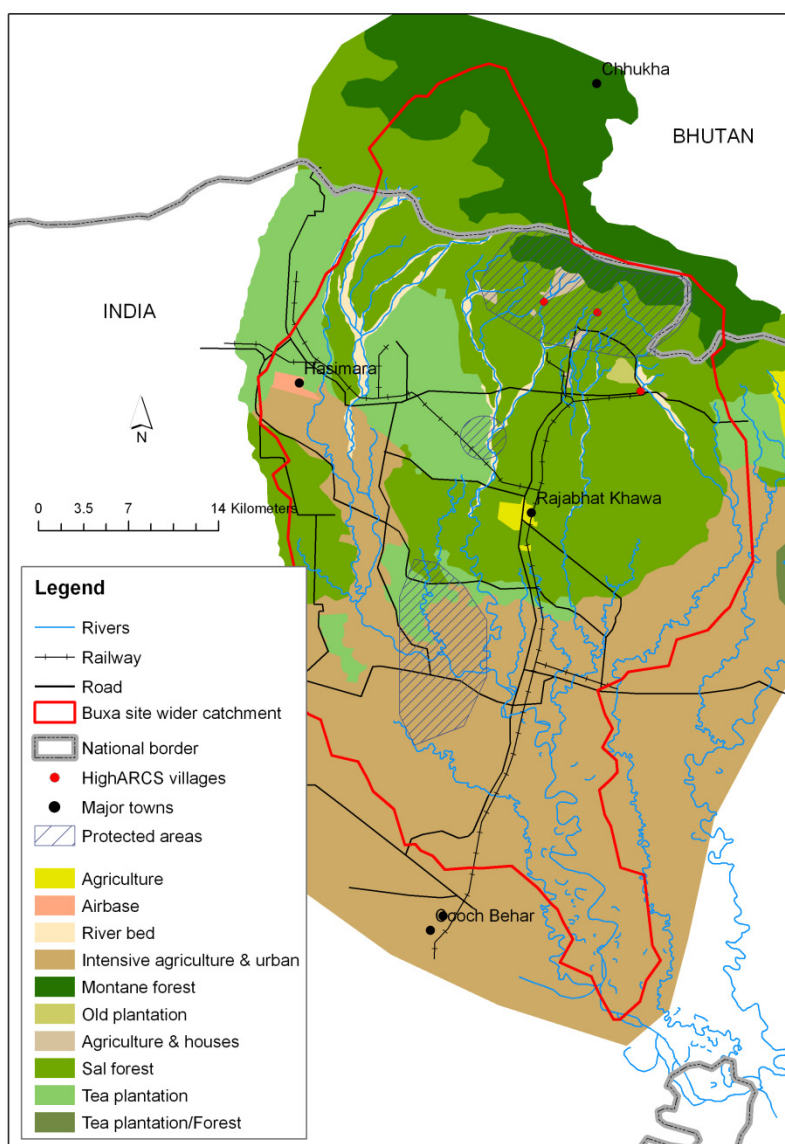 Chhukha
BHUTAN
INDIA
Hasimara
N
Rajabhat Khawa
0 3.5 7 14 Kilometers
Legend
Rivers
Railway
Road
Buxa site wider catchment
National border
HighARCS villages
Major towns
Protected areas
Agriculture
Airbase
River bed
Intensive agriculture & urban
Montane forest
Old plantation
Agriculture & houses
Sal forest
Tea plantation
Tea plantation/Forest
Cooch Behar